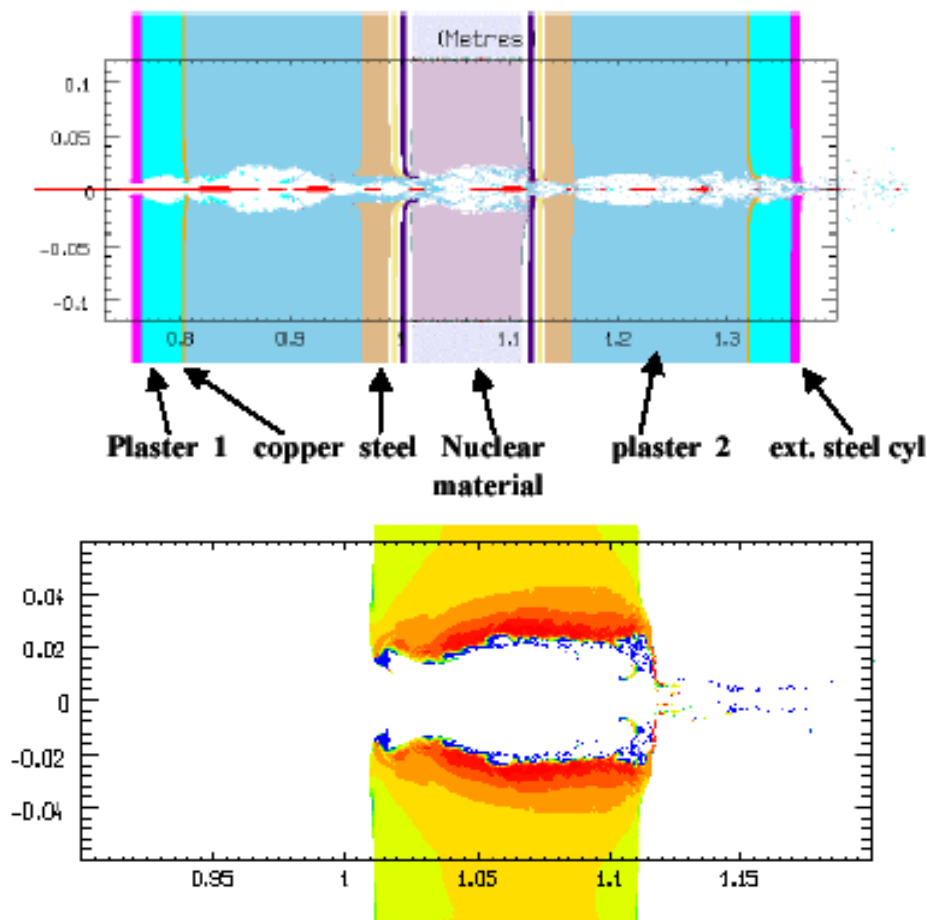 (Metres )
0.1
0.05
0
-0.05
-0.1
0.8 0.9 1 1.1 1.2 1.3
Plaster 1 copper steel Nuclear plaster 2 ext. steel cyl
material
0.04
0.02
0
-0.02
-0.04
0.95 1 1.05 1.1 1.15